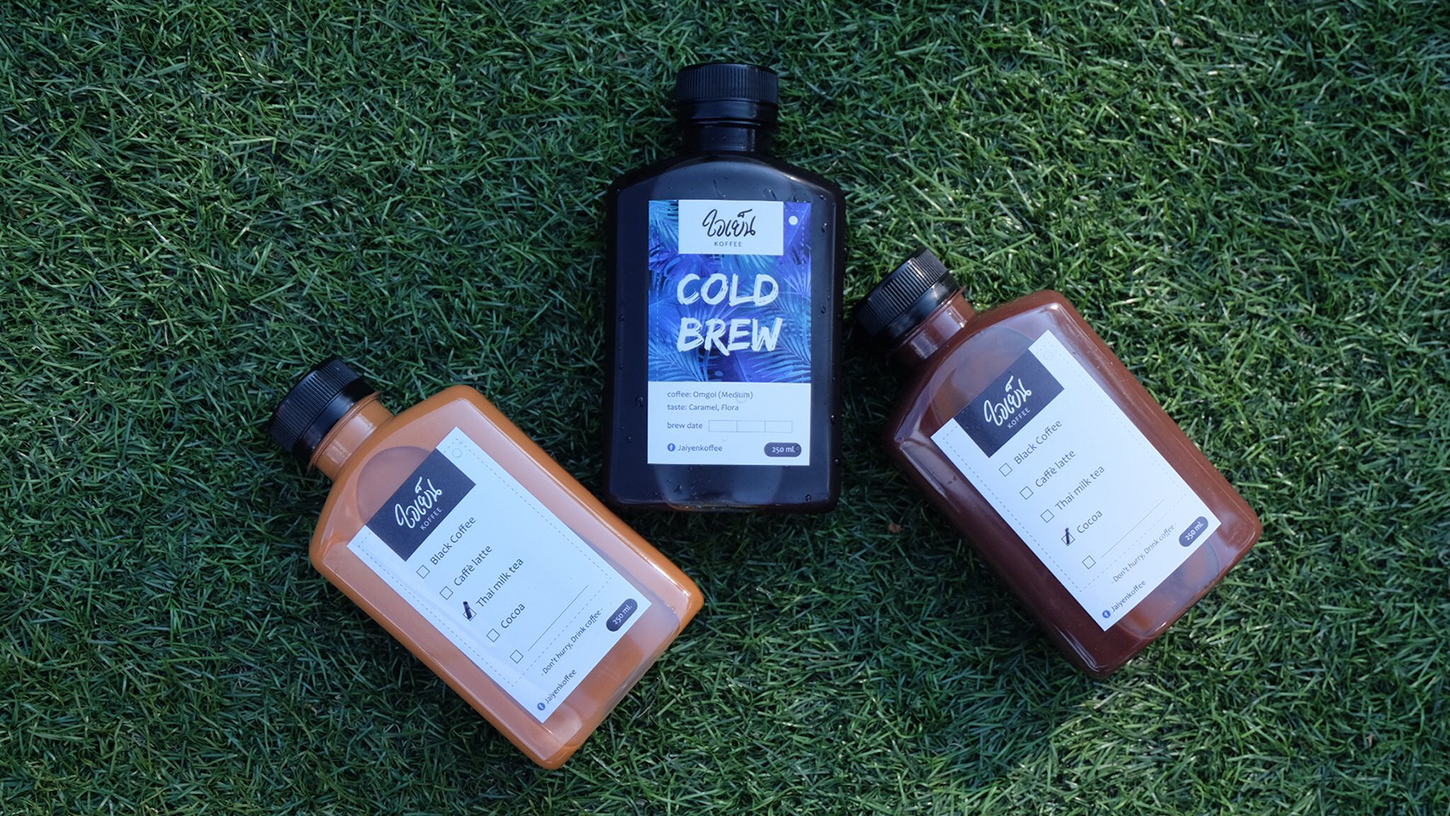 ใจเย็น
KOFFEE
Black Coffee
Caffè latte
Thai milk tea
Cocoa
Don't hurry, Drink coffee
Jaiyenkoffee
250 ml.
ใจเย็น
KOFFEE
COLD
BREW
coffee: Omgoi (Medium)
taste: Caramel, Flora
brew date
Jaiyenkoffee
250 ml.
ใจเย็น
KOFFEE
Black Coffee
Caffè latte
Thai milk tea
Cocoa
Don't hurry, Drink coffee
Jaiyenkoffee
250 ml.